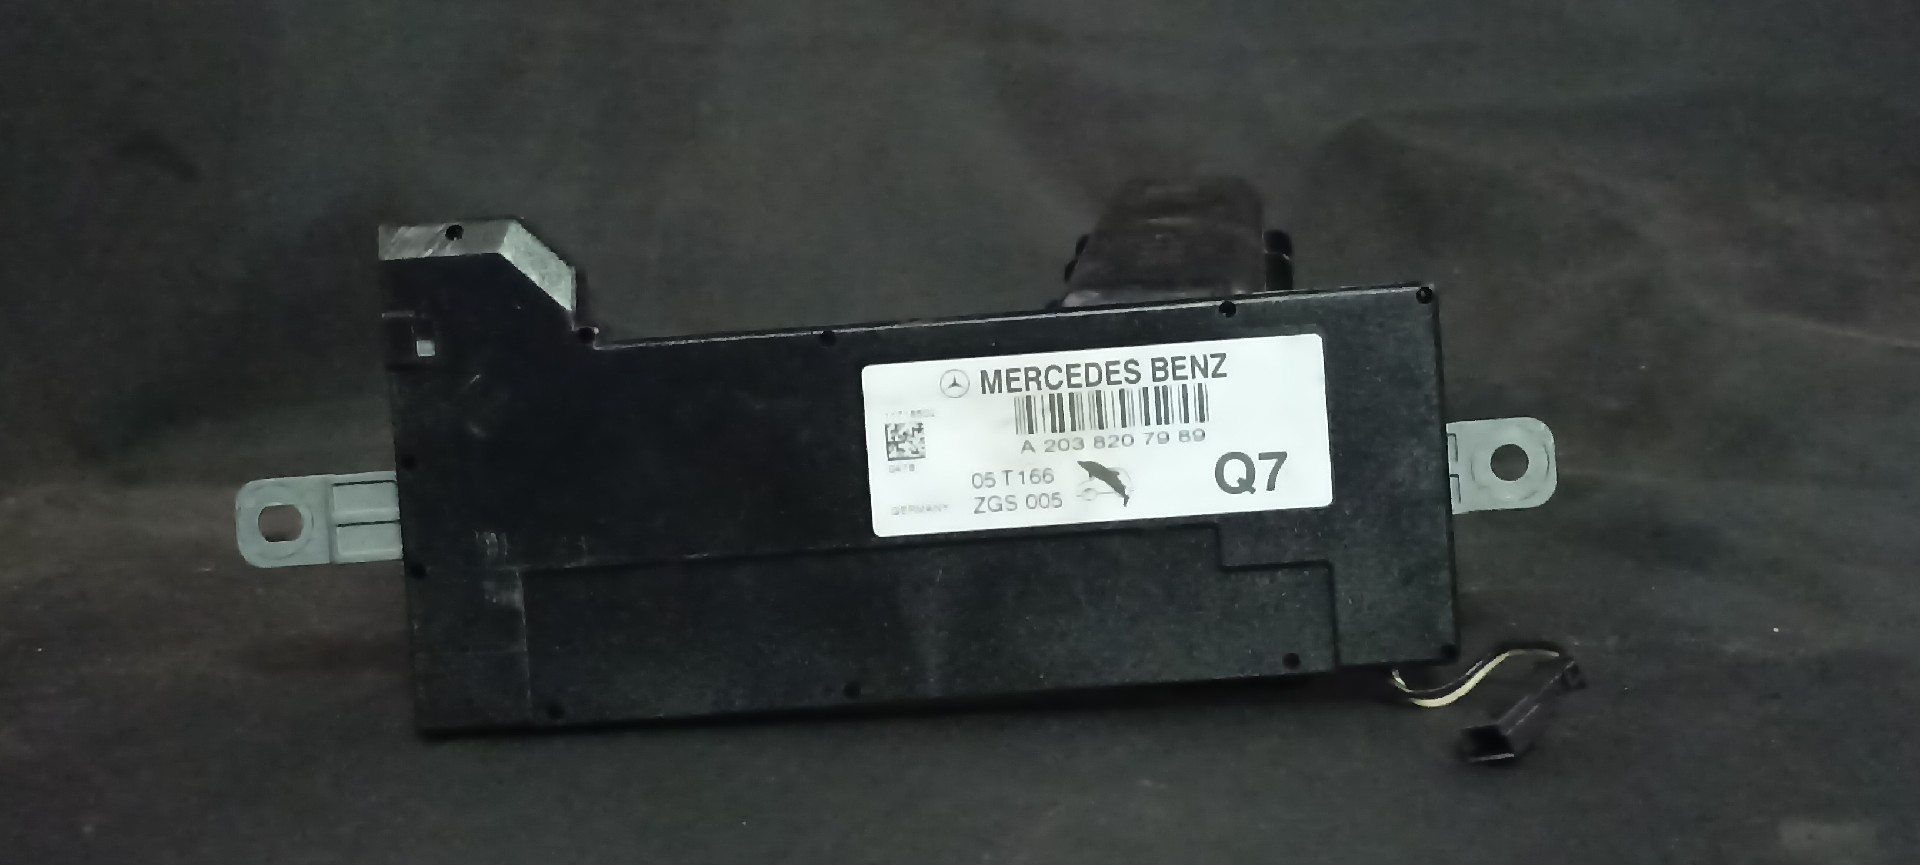 MERCEDES BENZ
A 203 820 79 89
05 T166
ZGS 005
Q7
GERMANY